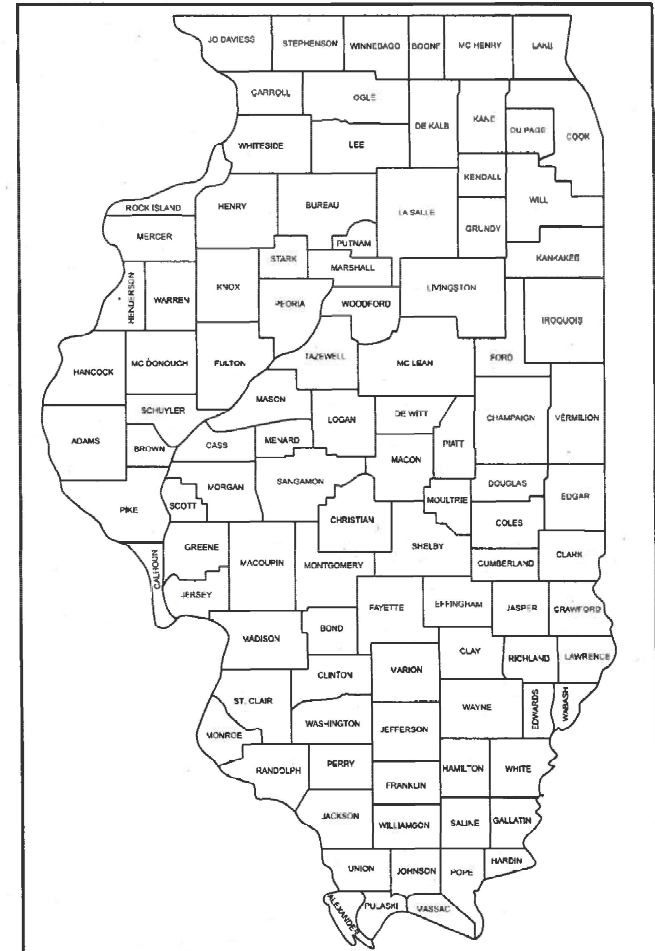 JO DAVIESS
STEPHENSON
WINNEBAGO
BOONE
MC HENRY
LAKE
CARROLL
OGLE
DE KALB
KANE
DU PAGE
COOK
WHITESIDE
LEE
KENDALL
WILL
ROCK ISLAND
HENRY
BUREAU
LA SALLE
GRUNDY
MERCER
PUTNAM
KANKAKEE
STARK
MARSHALL
HENDERSON
WARREN
KNOX
PEORIA
WOODFORD
LIVINGSTON
IROQUOIS
HANCOCK
MC DONOUGH
FULTON
TAZEWELL
MC LEAN
FORD
SCHUYLER
MASON
LOGAN
DE WITT
CHAMPAIGN
VERMILION
ADAMS
BROWN
CASS
MENARD
MACON
PIATT
PIKE
SCOTT
MORGAN
SANGAMON
MOULTRIE
DOUGLAS
EDGAR
CHRISTIAN
COLES
CALHOUN
GREENE
MACOUPIN
MONTGOMERY
SHELBY
CUMBERLAND
CLARK
JERSEY
FAYETTE
EFFINGHAM
JASPER
CRAWFORD
MADISON
BOND
CLAY
RICHLAND
LAWRENCE
CLINTON
MARION
ST. CLAIR
WASHINGTON
WAYNE
EDWARDS
WABASH
MONROE
JEFFERSON
RANDOLPH
PERRY
HAMILTON
WHITE
FRANKLIN
JACKSON
WILLIAMSON
SALINE
GALLATIN
UNION
JOHNSON
POPE
HARDIN
ALEXANDER
PULASKI
MASSAC